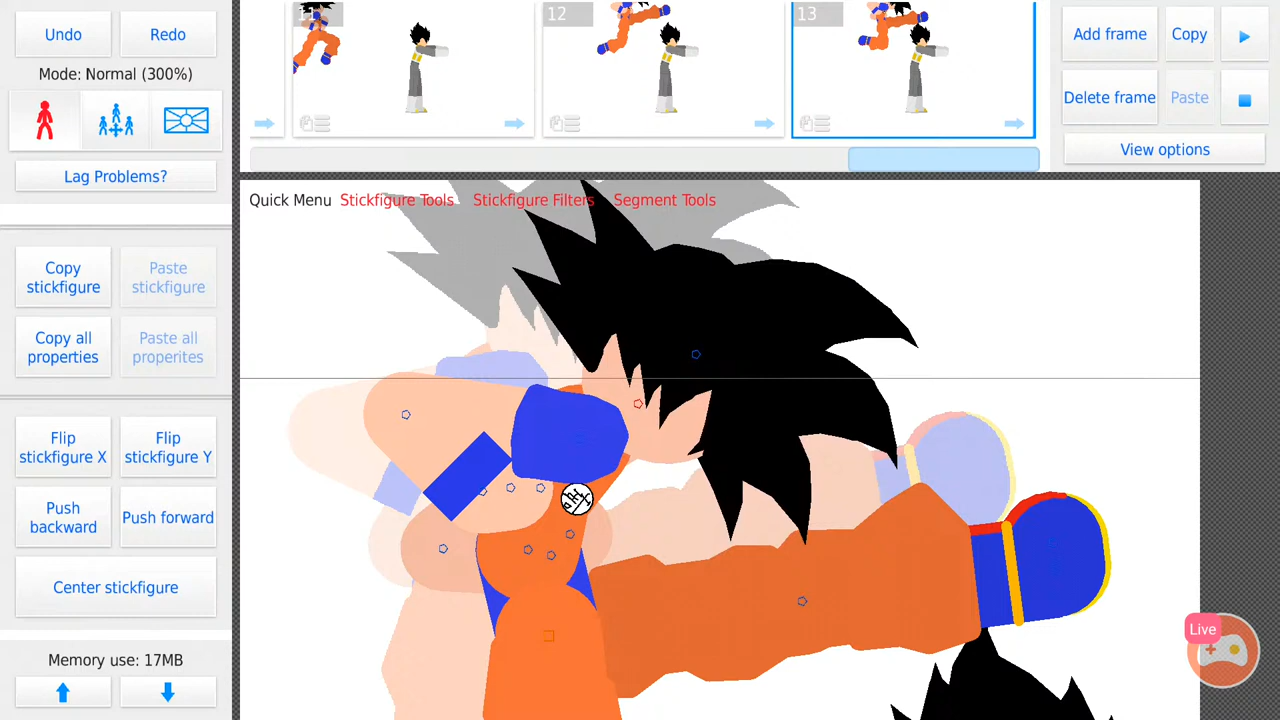 Undo
Redo
Mode: Normal (300%)
Lag Problems?
Copy
stickfigure
Paste
stickfigure
Copy all
properties
Paste all
properites
Flip
stickfigure X
Flip
stickfigure Y
Push
backward
Push forward
Center stickfigure
Memory use: 17MB
11
12
13
Add frame
Copy
Delete frame
Paste
View options
Quick Menu
Stickfigure Tools
Stickfigure Filters
Segment Tools
Live